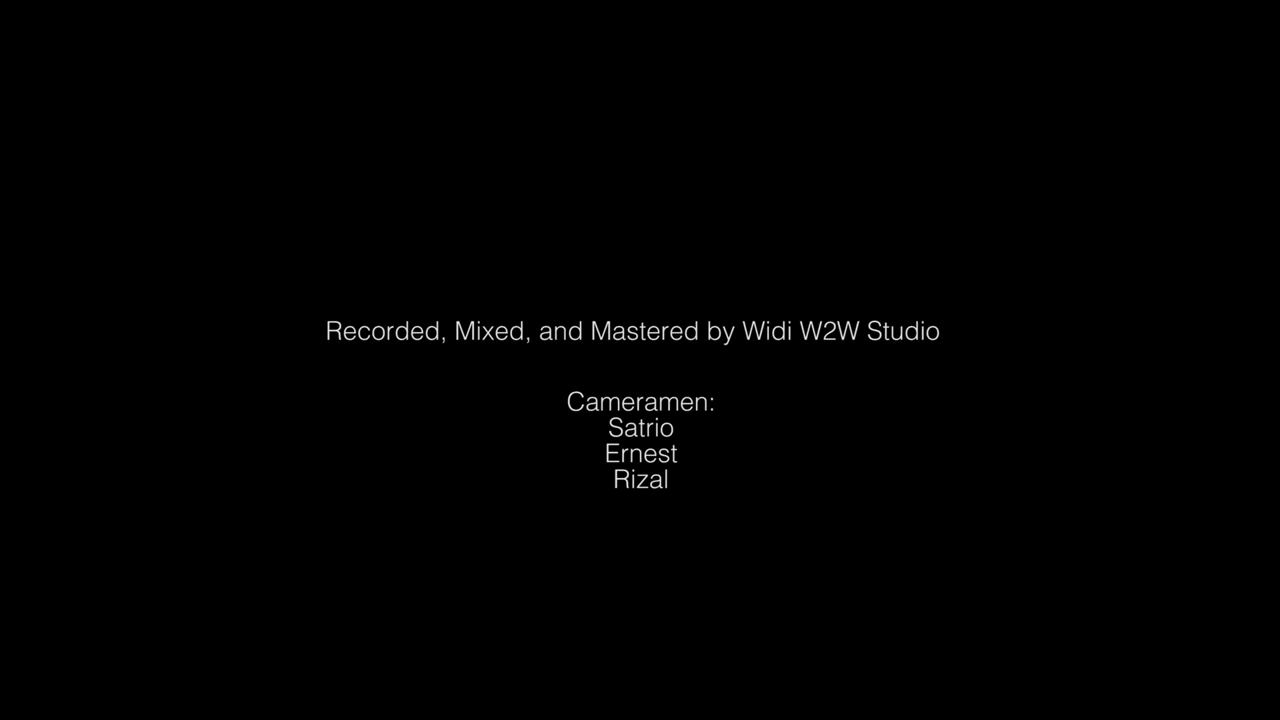 Recorded, Mixed, and Mastered by Widi W2W Studio
Cameramen:
Satrio
Ernest
Rizal